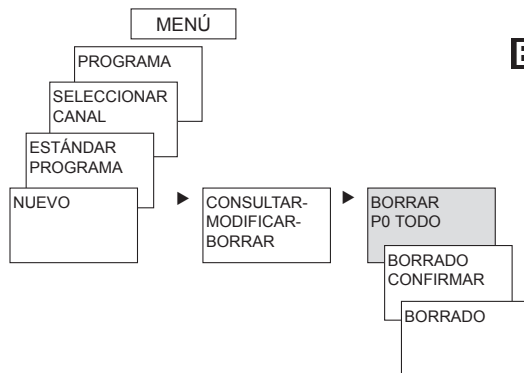 MENÚ
PROGRAMA
SELECCIONAR
CANAL
ESTÁNDAR
PROGRAMA
NUEVO
CONSULTAR-
MODIFICAR-
BORRAR
BORRAR
P0 TODO
BORRADO
CONFIRMAR
BORRADO